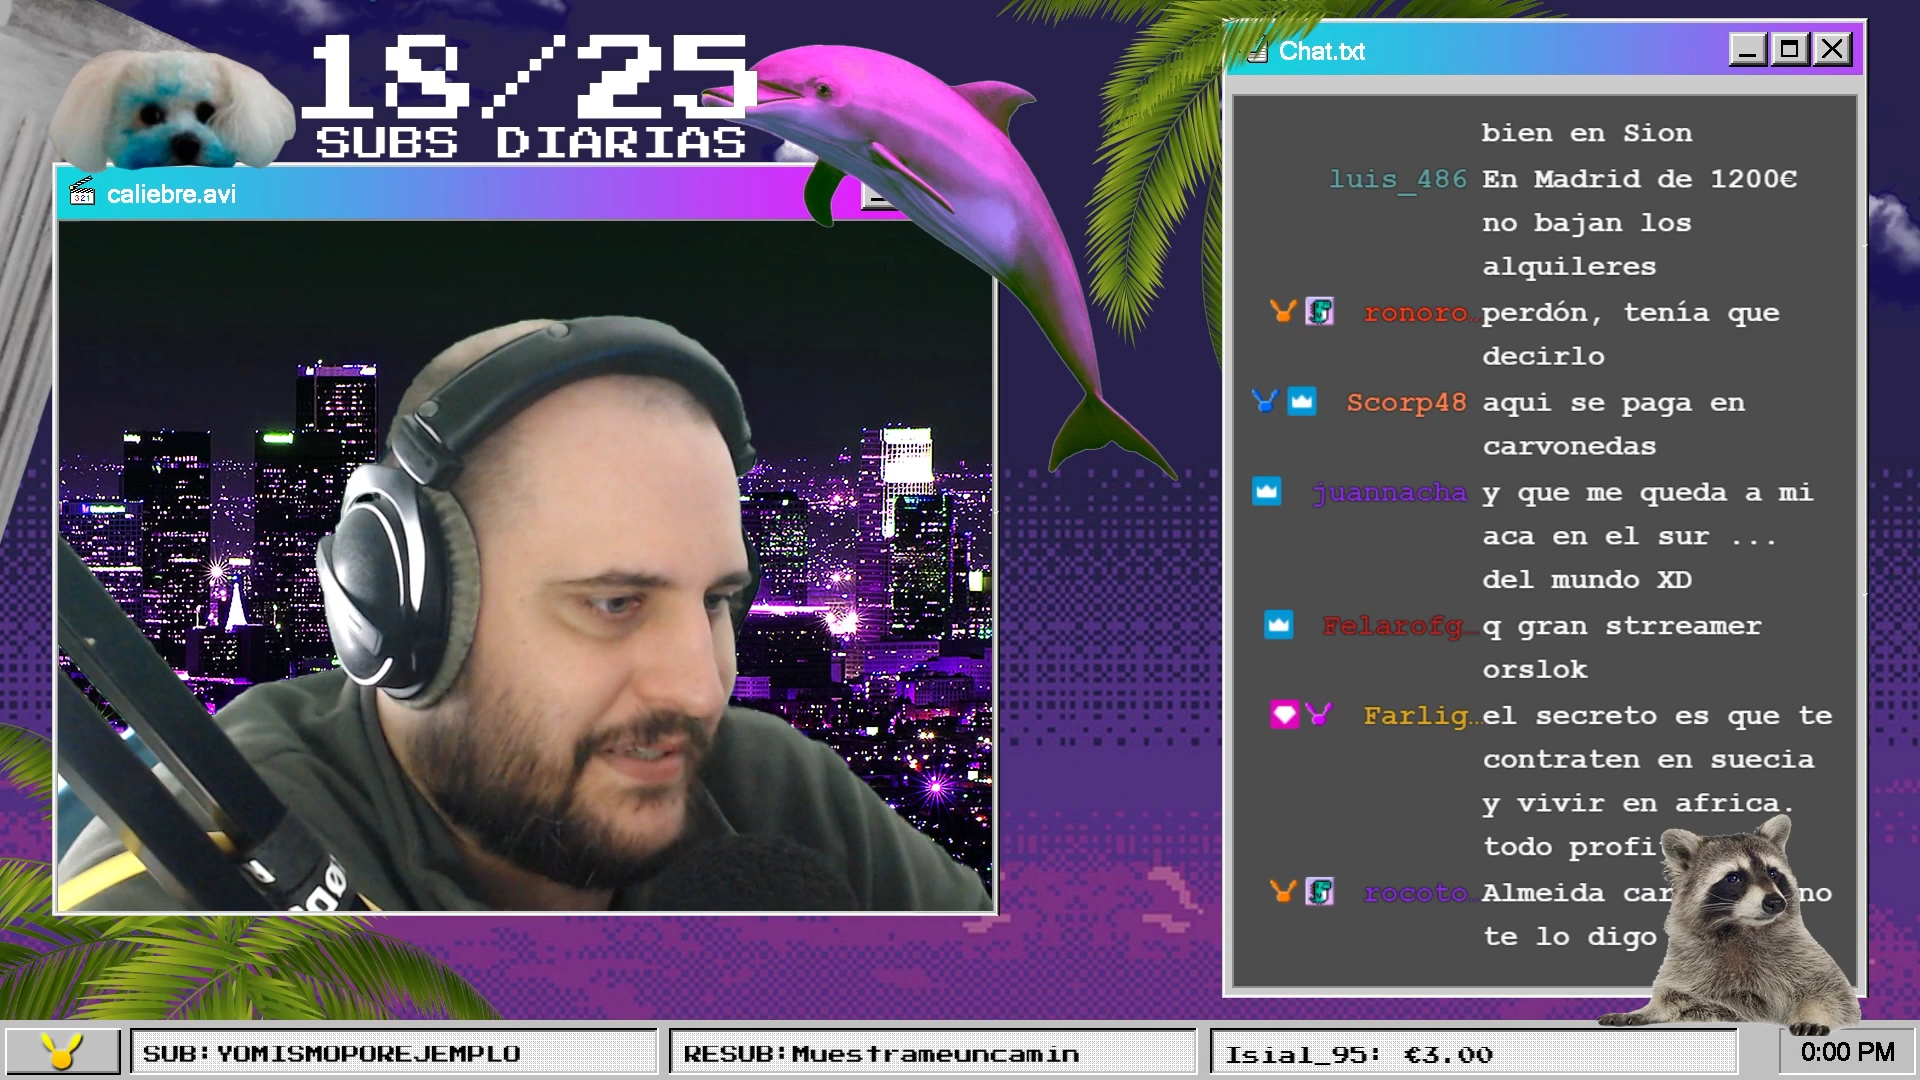 18/25
SUBS DIARIAS
caliebre.avi
Chat.txt
bien en Sion
luis_486 En Madrid de 1200€
no bajan los
alquileres
ronoro… perdón, tenía que
decirlo
Scorp48 aqui se paga en
carvonedas
juannacha y que me queda a mi
aca en el sur ...
del mundo XD
Felarofg… q gran strreamer
orslok
Farlig… el secreto es que te
contraten en suecia
y vivir en africa.
todo
rocoto… Almeida no
te lo digo
SUB:YOMISMOPOREJEMPLO
RESUB:Muestrameuncamin
Isial_95: €3.00
0:00 PM